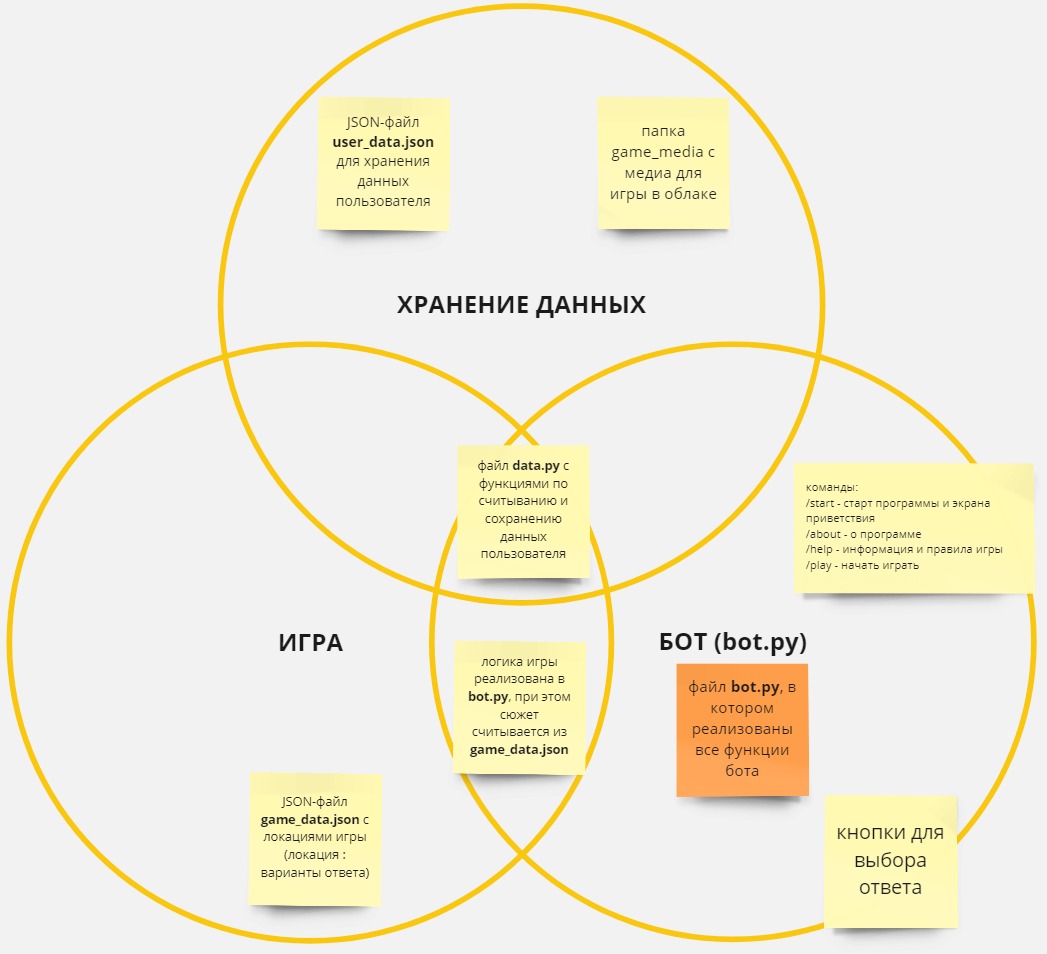 JSON-файл
user_data.json
для хранения
данных
пользователя
папка
game_media с
медиа для
игры в облаке
ХРАНЕНИЕ ДАННЫХ
файл data.py с
функциями по
считыванию и
сохранению
данных
пользователя
команды:
/start - старт программы и экрана
приветствия
/about - о программе
/help - информация и правила игры
/play - начать играть
ИГРА
БОТ (bot.py)
логика игры
реализована в
bot.py, при этом
сюжет
считывается из
game_data.json
файл bot.py, в
котором
реализованы
все функции
бота
JSON-файл
game_data.json с
локациями игры
(локация :
варианты ответа)
кнопки для
выбора
ответа